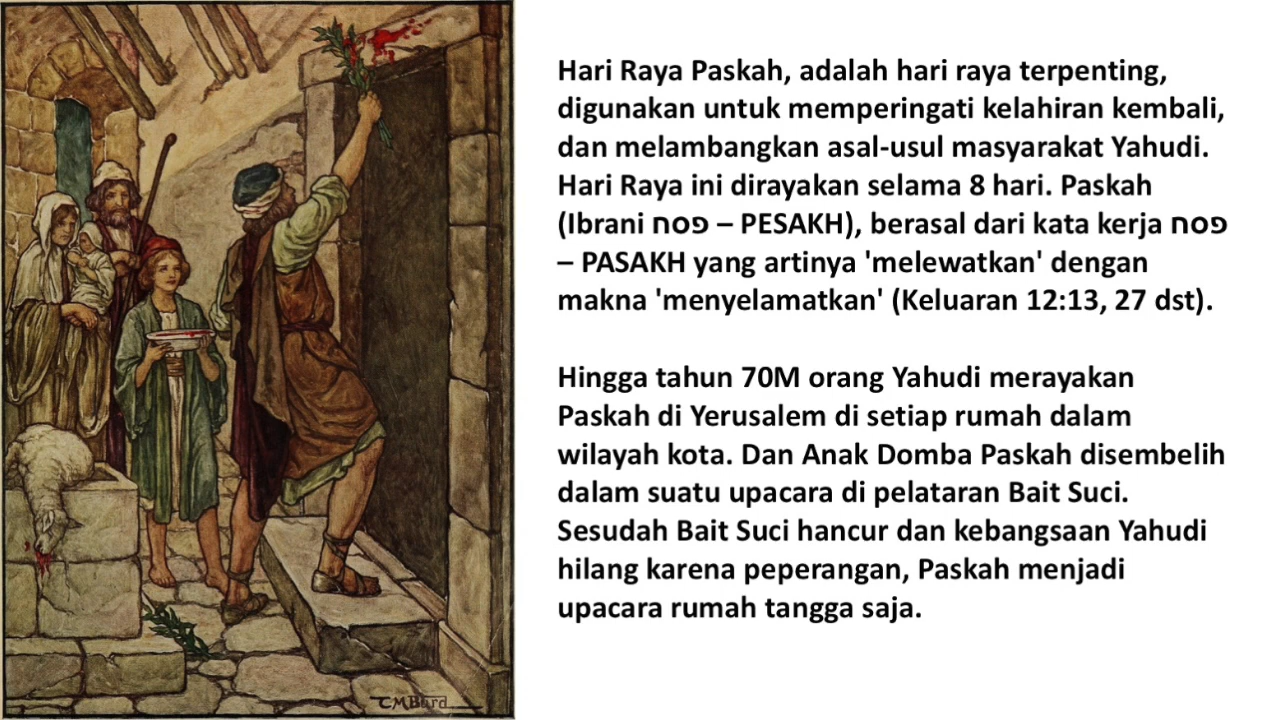 Hari Raya Paskah, adalah hari raya terpenting,
digunakan untuk memperingati kelahiran kembali,
dan melambangkan asal-usul masyarakat Yahudi.
Hari Raya ini dirayakan selama 8 hari. Paskah
(Ibrani פסח – PESAKH), berasal dari kata kerja פסח
– PASAKH yang artinya 'melewatkan' dengan
makna 'menyelamatkan' (Keluaran 12:13, 27 dst).
Hingga tahun 70M orang Yahudi merayakan
Paskah di Yerusalem di setiap rumah dalam
wilayah kota. Dan Anak Domba Paskah disembelih
dalam suatu upacara di pelataran Bait Suci.
Sesudah Bait Suci hancur dan kebangsaan Yahudi
hilang karena peperangan, Paskah menjadi
upacara rumah tangga saja.